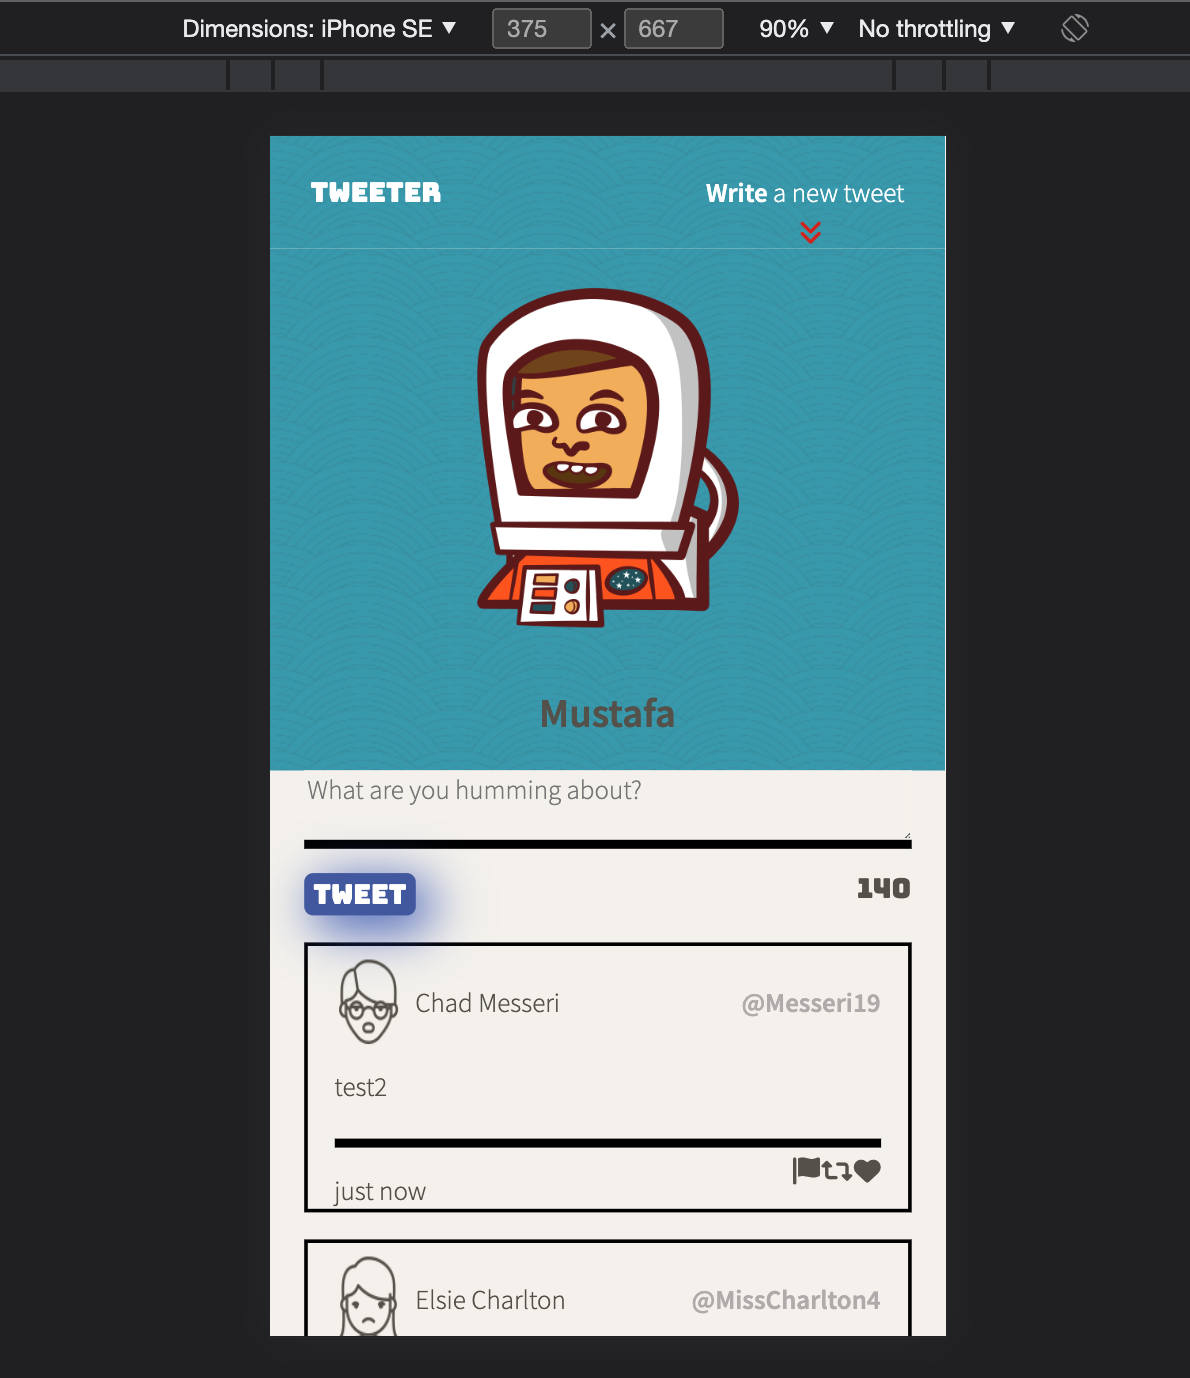 Dimensions: iPhone SE ▼ 375 × 667 90% ▼ No throttling ▼
TWEETER
Write a new tweet
Mustafa
What are you humming about?
TWEET
140
Chad Messeri
@Messeri19
test2
just now
Elsie Charlton
@MissCharlton4